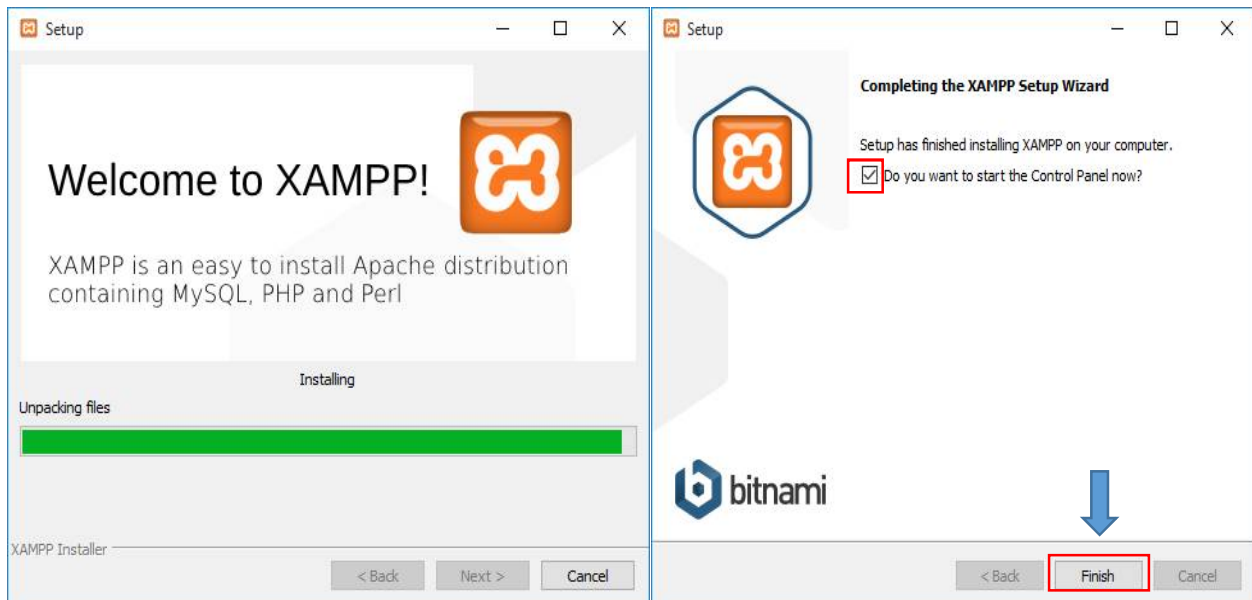 Setup
Welcome to XAMPP!
XAMPP is an easy to install Apache distribution
containing MySQL, PHP and Perl
Installing
Unpacking files
XAMPP Installer
< Back
Next >
Cancel
Setup
Completing the XAMPP Setup Wizard
Setup has finished installing XAMPP on your computer.
Do you want to start the Control Panel now?
bitnami
< Back
Finish
Cancel